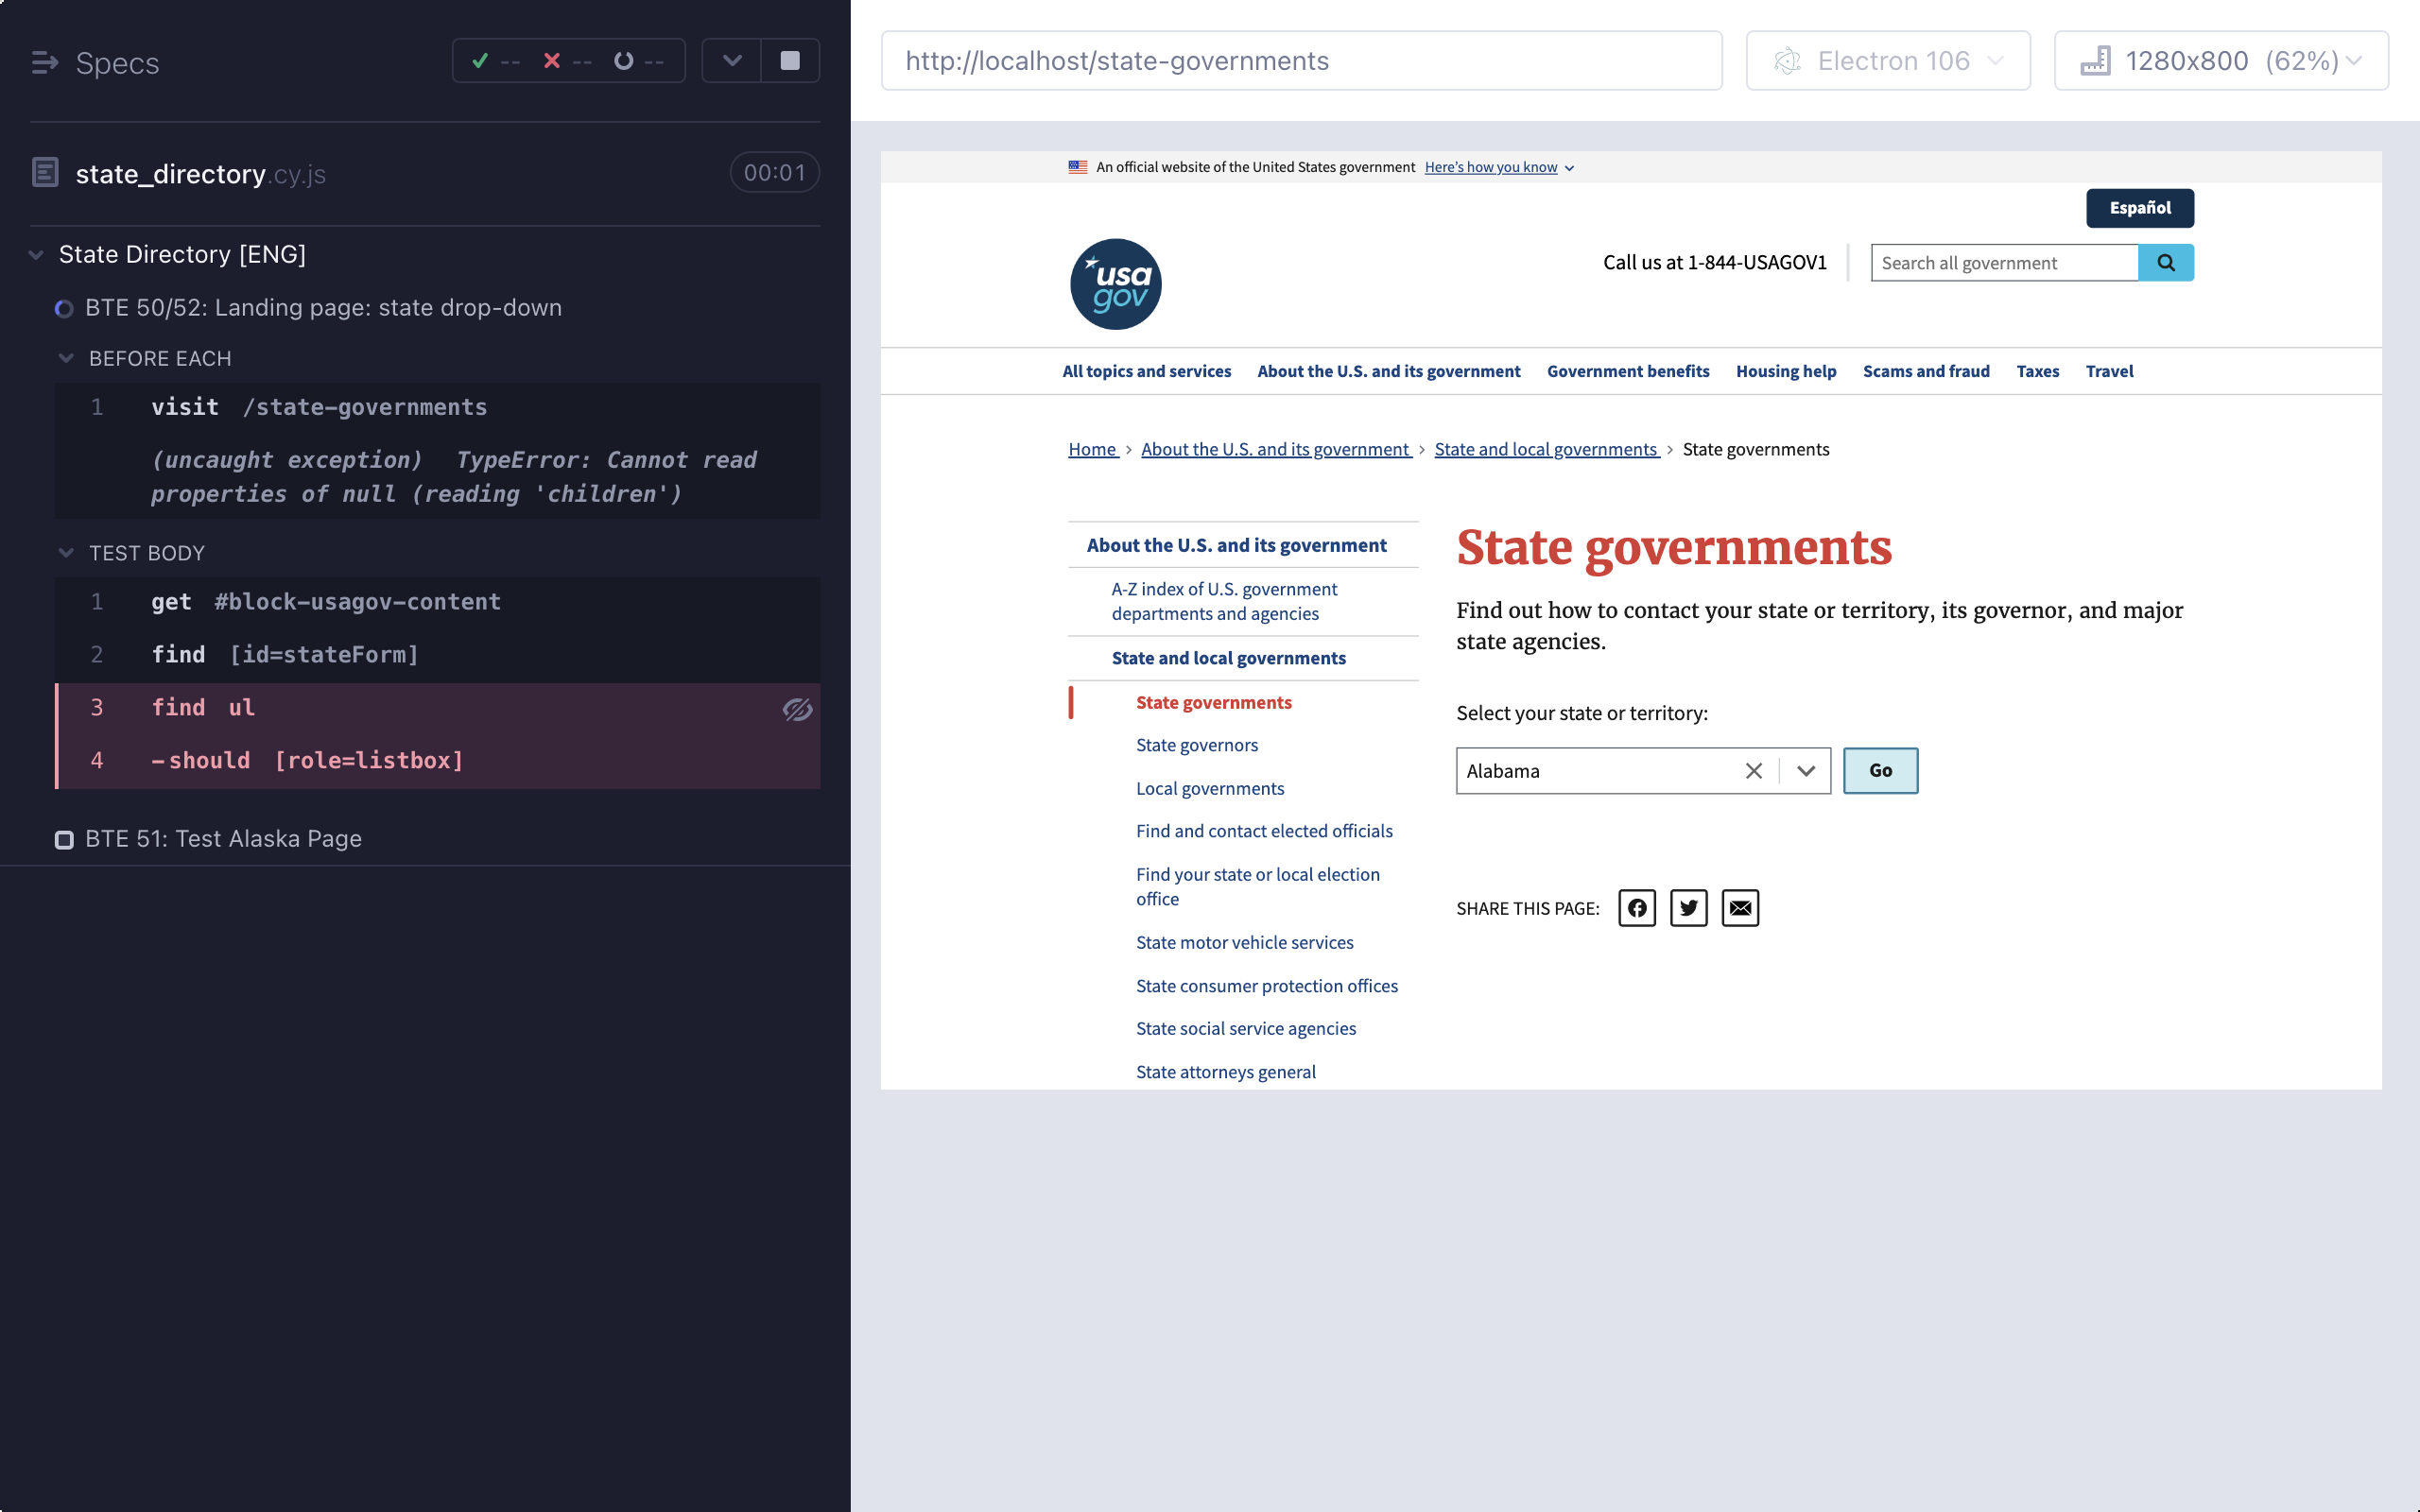 Specs
-- -- --
state_directory.cy.js
00:01
State Directory [ENG]
BTE 50/52: Landing page: state drop-down
BEFORE EACH
1 visit /state-governments
(uncaught exception) TypeError: Cannot read
properties of null (reading 'children')
TEST BODY
1 get #block-usagov-content
2 find [id=stateForm]
3 find ul
4 -should [role=listbox]
BTE 51: Test Alaska Page
http://localhost/state-governments
Electron 106
1280x800 (62%)
An official website of the United States government Here's how you know
Español
usa
gov
Call us at 1-844-USAGOV1
Search all government
All topics and services About the U.S. and its government Government benefits Housing help Scams and fraud Taxes Travel
Home › About the U.S. and its government › State and local governments › State governments
About the U.S. and its government
A-Z index of U.S. government
departments and agencies
State and local governments
State governments
State governors
Local governments
Find and contact elected officials
Find your state or local election
office
State motor vehicle services
State consumer protection offices
State social service agencies
State attorneys general
State governments
Find out how to contact your state or territory, its governor, and major
state agencies.
Select your state or territory:
Alabama
Go
SHARE THIS PAGE: